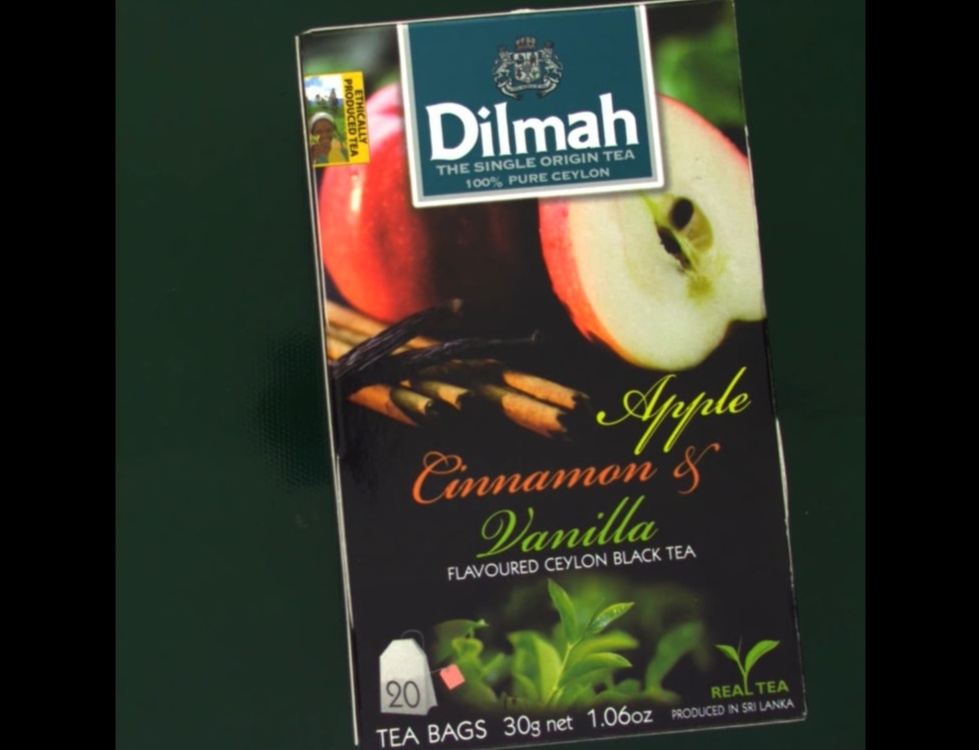 ETHICALLY
PRODUCED TEA
Dilmah
THE SINGLE ORIGIN TEA
100% PURE CEYLON
Apple
Cinnamon &
Vanilla
FLAVOURED CEYLON BLACK TEA
20
TEA BAGS 30g net 1.06oz
REAL TEA
PRODUCED IN SRI LANKA